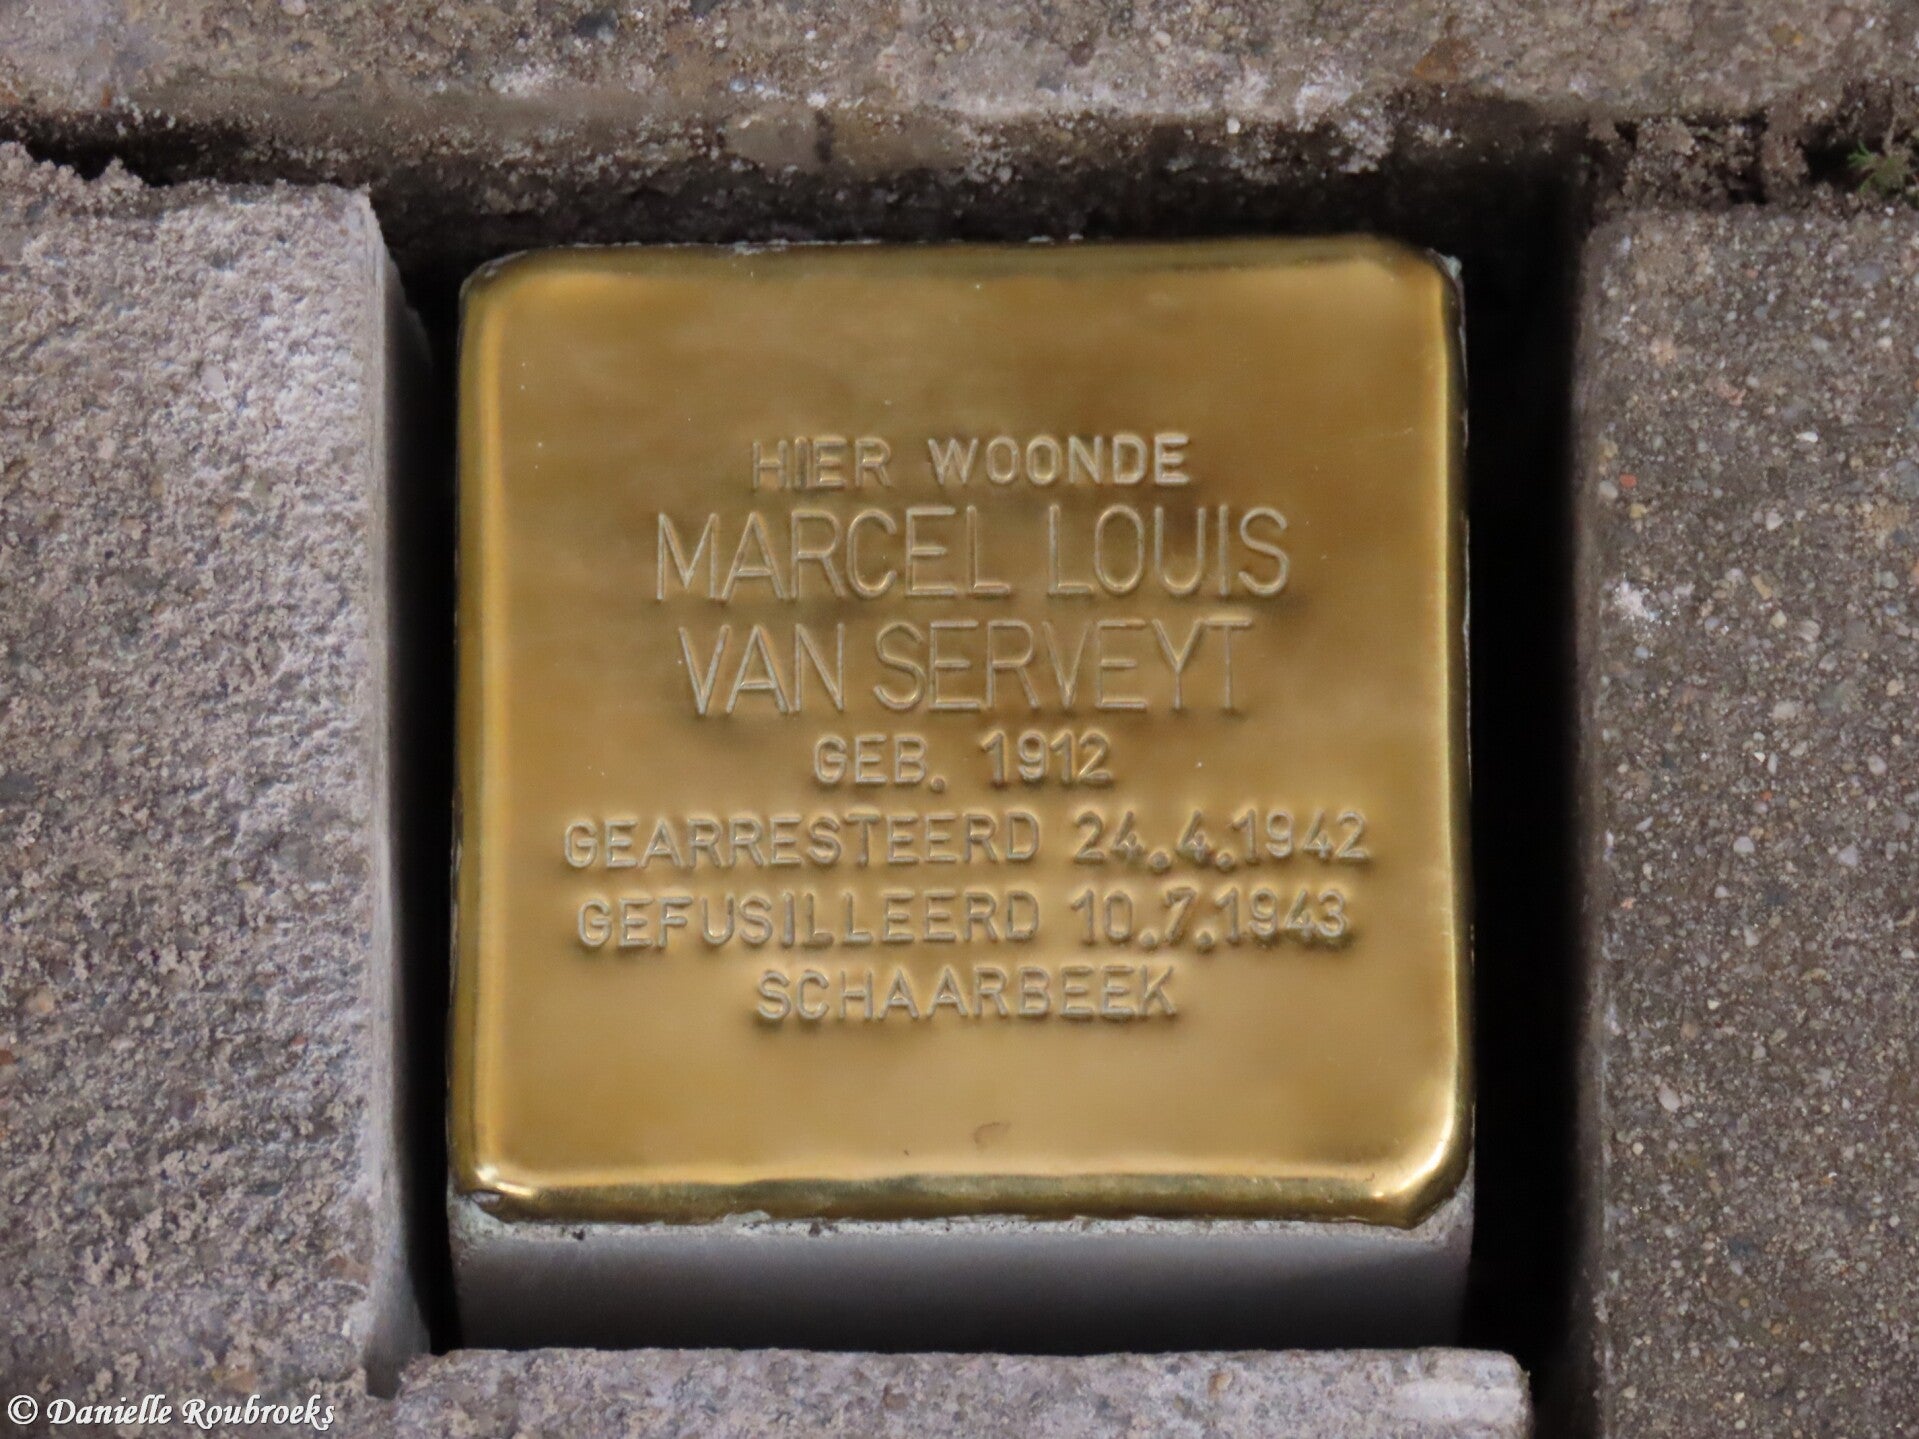 HIER WOONDE
MARCEL LOUIS
VAN SERVEYT
GEB. 1912
GEARRESTEERD 24.4.1942
GEFUSILLEERD 10.7.1943
SCHAARBEEK
© Danielle Roubroeks